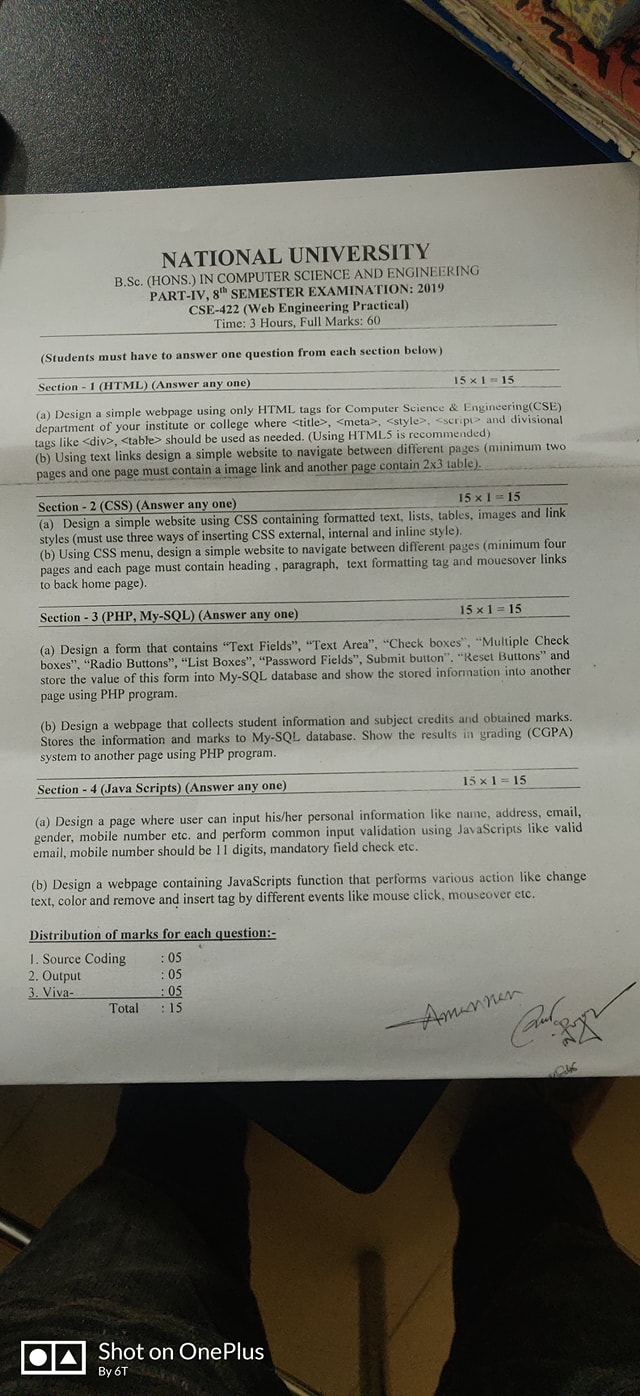 NATIONAL UNIVERSITY
B.Sc. (HONS.) IN COMPUTER SCIENCE AND ENGINEERING
PART-IV, 8th SEMESTER EXAMINATION: 2019
CSE-422 (Web Engineering Practical)
Time: 3 Hours, Full Marks: 60
(Students must have to answer one question from each section below)
Section - 1 (HTML) (Answer any one) 15 x 1 = 15
(a) Design a simple webpage using only HTML tags for Computer Science & Engineering(CSE)
department of your institute or college where <title>, <meta>, <style>, <script> and divisional
tags like <div>, <table> should be used as needed. (Using HTML5 is recommended)
(b) Using text links design a simple website to navigate between different pages (minimum two
pages and one page must contain a image link and another page contain 2x3 table).
Section - 2 (CSS) (Answer any one) 15 x 1 = 15
(a) Design a simple website using CSS containing formatted text, lists, tables, images and link
styles (must use three ways of inserting CSS external, internal and inline style).
(b) Using CSS menu, design a simple website to navigate between different pages (minimum four
pages and each page must contain heading , paragraph, text formatting tag and mouesover links
to back home page).
Section - 3 (PHP, My-SQL) (Answer any one) 15 x 1 = 15
(a) Design a form that contains “Text Fields”, “Text Area”, “Check boxes”, “Multiple Check
boxes”, “Radio Buttons”, “List Boxes”, “Password Fields”, Submit button”, “Reset Buttons” and
store the value of this form into My-SQL database and show the stored information into another
page using PHP program.
(b) Design a webpage that collects student information and subject credits and obtained marks.
Stores the information and marks to My-SQL database. Show the results in grading (CGPA)
system to another page using PHP program.
Section - 4 (Java Scripts) (Answer any one) 15 x 1 = 15
(a) Design a page where user can input his/her personal information like name, address, email,
gender, mobile number etc. and perform common input validation using JavaScripts like valid
email, mobile number should be 11 digits, mandatory field check etc.
(b) Design a webpage containing JavaScripts function that performs various action like change
text, color and remove and insert tag by different events like mouse click, mouseover etc.
Distribution of marks for each question:-
1. Source Coding : 05
2. Output : 05
3. Viva- : 05
Total : 15
Shot on OnePlus
By 6T